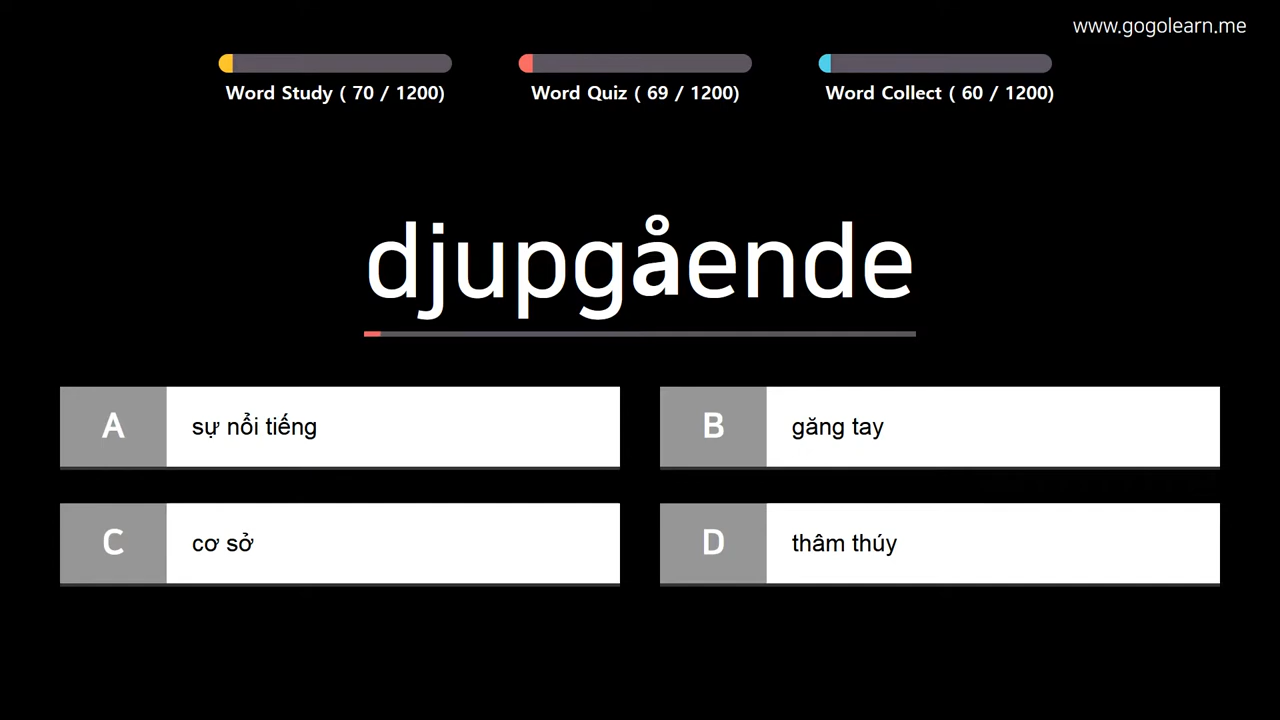 www.gogolearn.me
Word Study ( 70 / 1200)
Word Quiz ( 69 / 1200)
Word Collect ( 60 / 1200)
djupgående
A sự nổi tiếng
B găng tay
C cơ sở
D thâm thúy